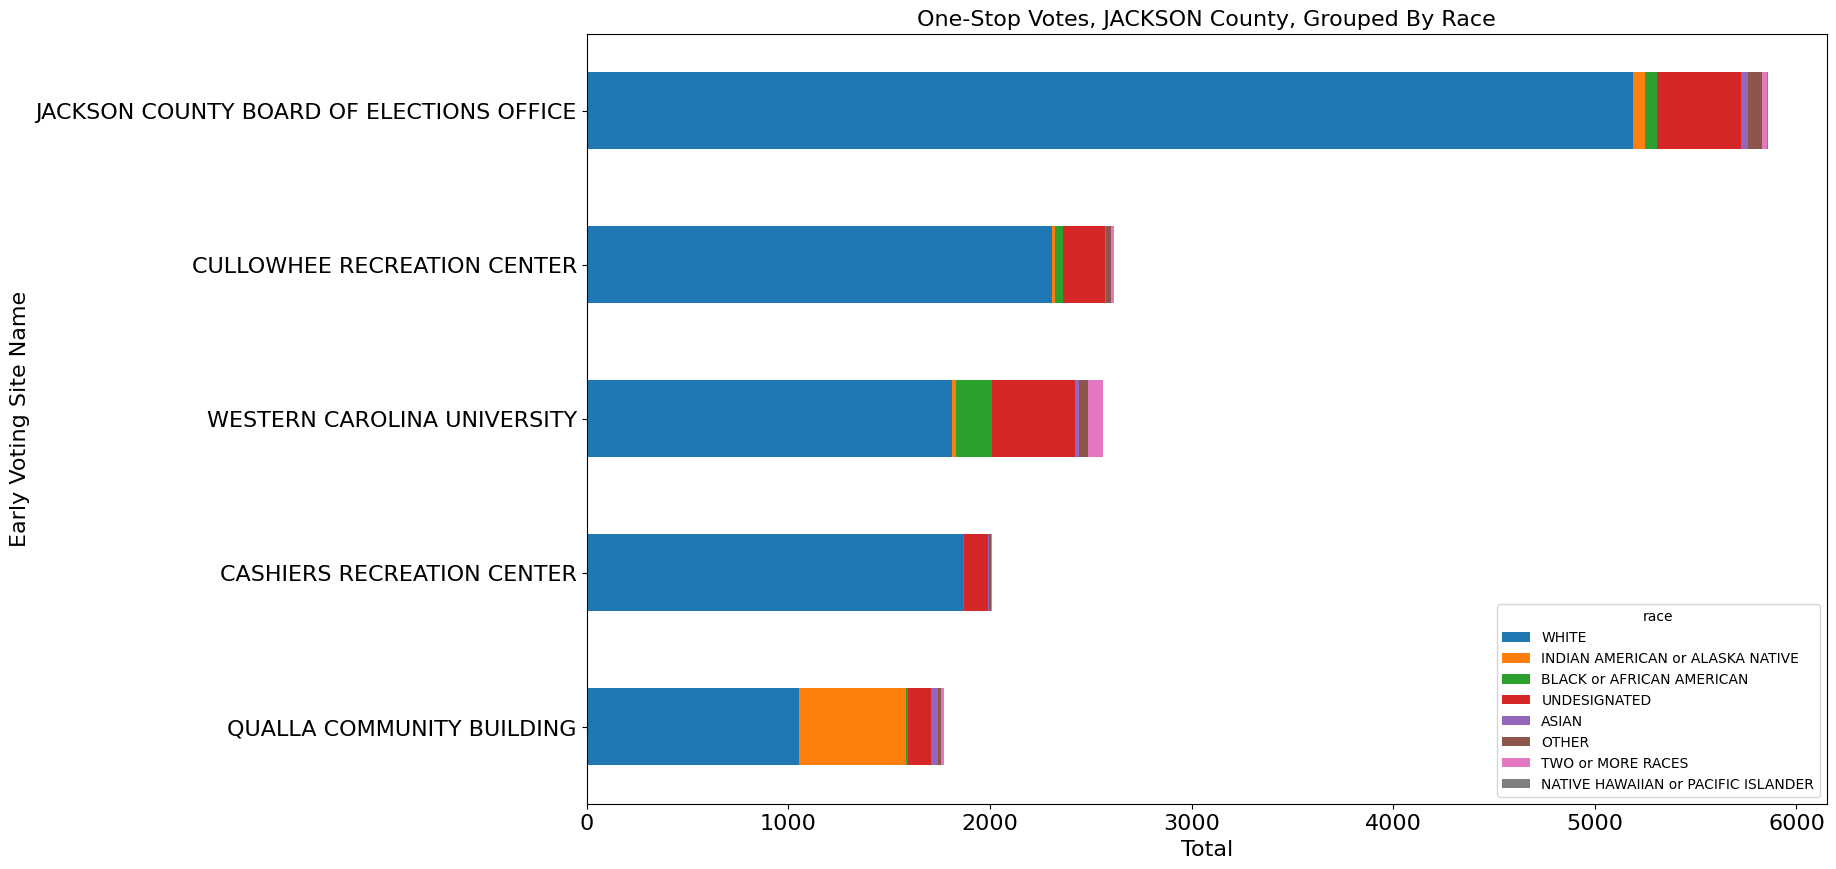 One-Stop Votes, JACKSON County, Grouped By Race
Early Voting Site Name
JACKSON COUNTY BOARD OF ELECTIONS OFFICE
CULLOWHEE RECREATION CENTER
WESTERN CAROLINA UNIVERSITY
CASHIERS RECREATION CENTER
QUALLA COMMUNITY BUILDING
race
WHITE
INDIAN AMERICAN or ALASKA NATIVE
BLACK or AFRICAN AMERICAN
UNDESIGNATED
ASIAN
OTHER
TWO or MORE RACES
NATIVE HAWAIIAN or PACIFIC ISLANDER
0 1000 2000 3000 4000 5000 6000
Total